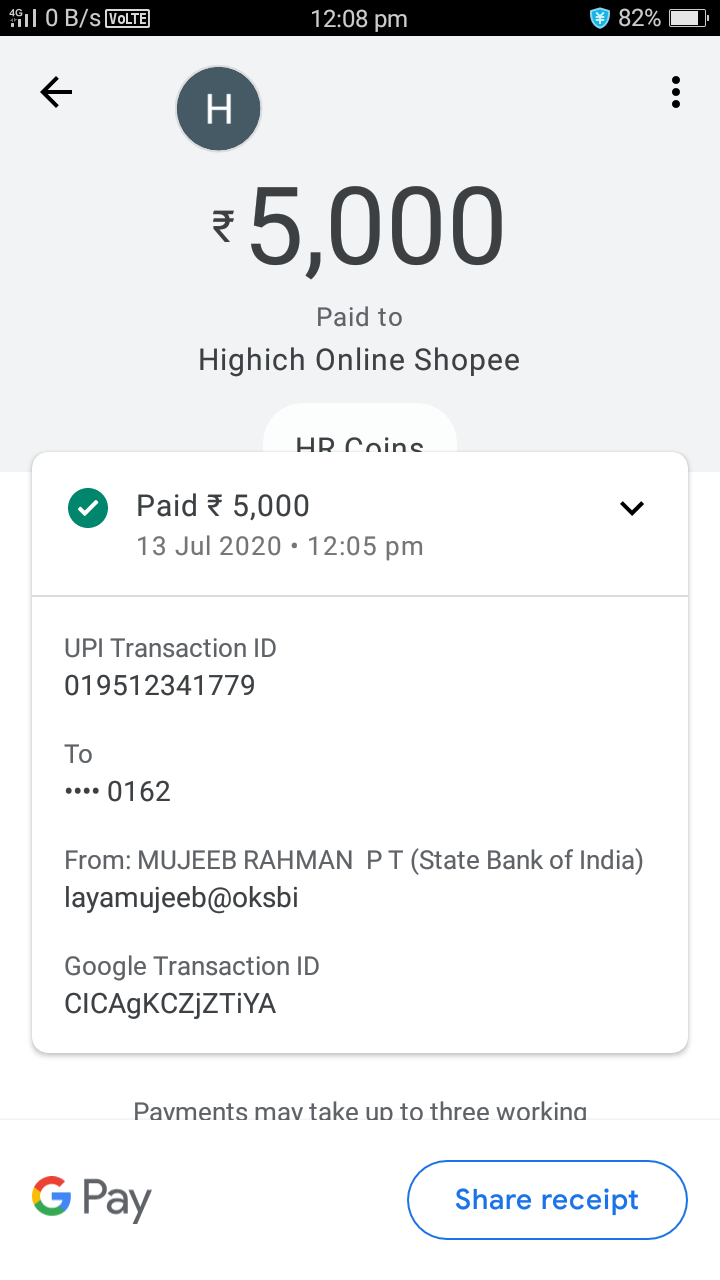 4G 0 B/s VoLTE 12:08 pm 82%
H
₹5,000
Paid to
Highich Online Shopee
HR Coins
Paid ₹ 5,000
13 Jul 2020 • 12:05 pm
UPI Transaction ID
019512341779
To
•••• 0162
From: MUJEEB RAHMAN P T (State Bank of India)
layamujeeb@oksbi
Google Transaction ID
CICAgKCZjZTiYA
Payments may take up to three working
G Pay
Share receipt